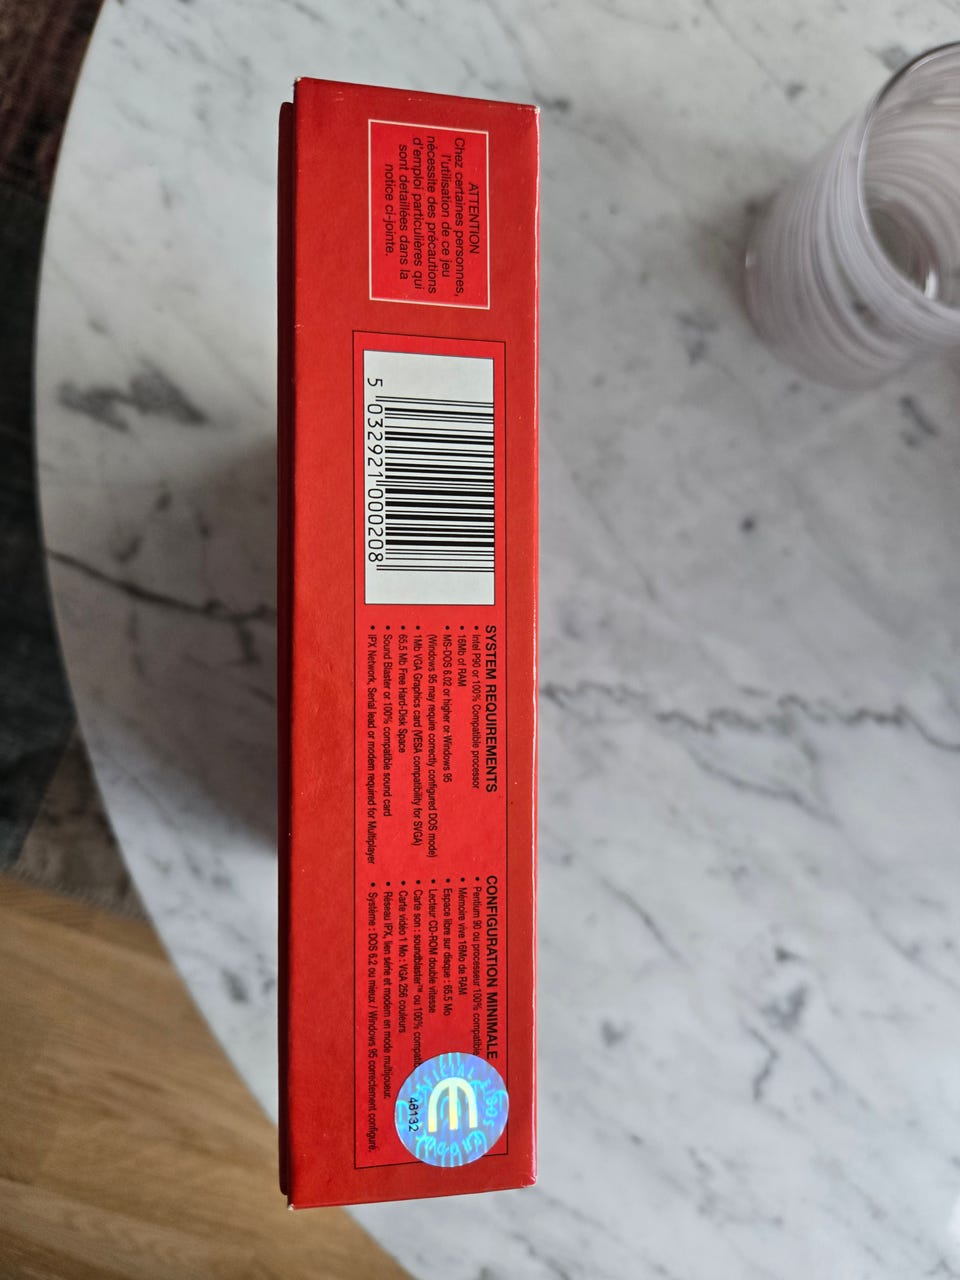 ATTENTION
Chez certaines personnes,
l'utilisation de ce jeu
nécessite des précautions
d'emploi particulières qui
sont detaillées dans la
notice ci-jointe.
5 032921 000208
SYSTEM REQUIREMENTS
• Intel P90 or 100% Compatible processor
• 16Mb of RAM
• MS-DOS 6.02 or higher or Windows 95
(Windows 95 may require correctly configured DOS mode)
• 1Mb VGA Graphics card (VESA compatibility for SVGA)
• 65.5 Mb Free Hard-Disk Space
• Sound Blaster or 100% compatible sound card
• IPX Network, Serial lead or modem required for Multiplayer
CONFIGURATION MINIMALE
• Pentium 90 ou processeur 100% compatible
• Mémoire vive 16Mo de RAM
• Espace libre sur disque : 65.5 Mo
• Lecteur CD-ROM double vitesse
• Carte son : soundblaster™ ou 100% compatib
• Carte vidéo 1 Mo : VGA 256 couleurs
• Réseau IPX, lien série et modem en mode multijoueur.
• Système : DOS 6.2 ou mieux / Windows 95 correctement configuré.
OFFICIAL EIDOS
48132